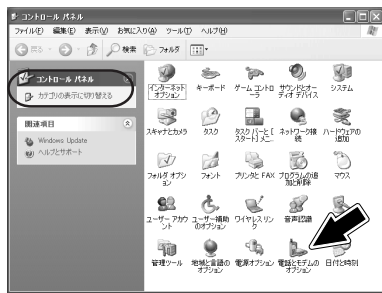 コントロール パネル
ファイル(F) 編集(E) 表示(V) お気に入り(A) ツール(T) ヘルプ(H)
戻る 検索 フォルダ
コントロール パネル
カテゴリの表示に切り替える
関連項目
Windows Update
ヘルプとサポート
インターネット オプション
キーボード
ゲーム コントローラ
サウンドとオーディオ デバイス
システム
スキャナとカメラ
タスク
タスク バーと [スタート] メニ...
ネットワーク接続
ハードウェアの追加
フォルダ オプション
フォント
プリンタと FAX
プログラムの追加と削除
マウス
ユーザー アカウント
ユーザー補助のオプション
ワイヤレス リンク
音声認識
管理ツール
地域と言語のオプション
電源オプション
電話とモデムのオプション
日付と時刻